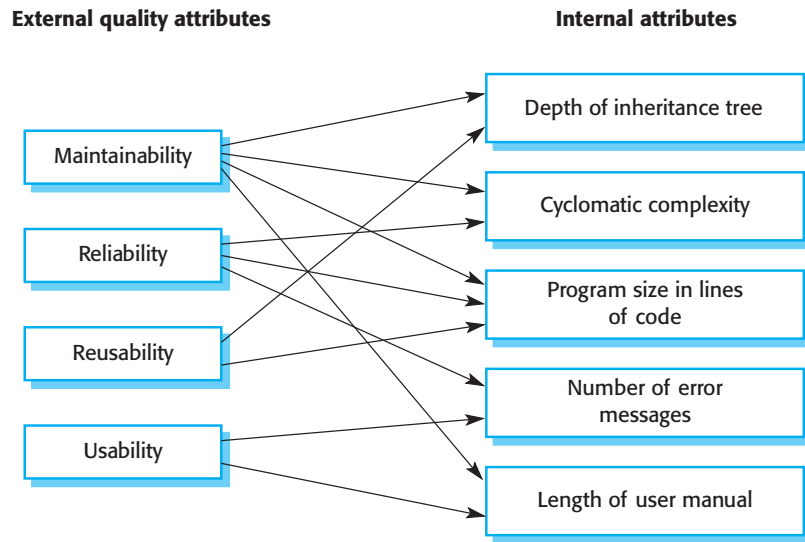 External quality attributes
Internal attributes
Maintainability
Reliability
Reusability
Usability
Depth of inheritance tree
Cyclomatic complexity
Program size in lines
of code
Number of error
messages
Length of user manual